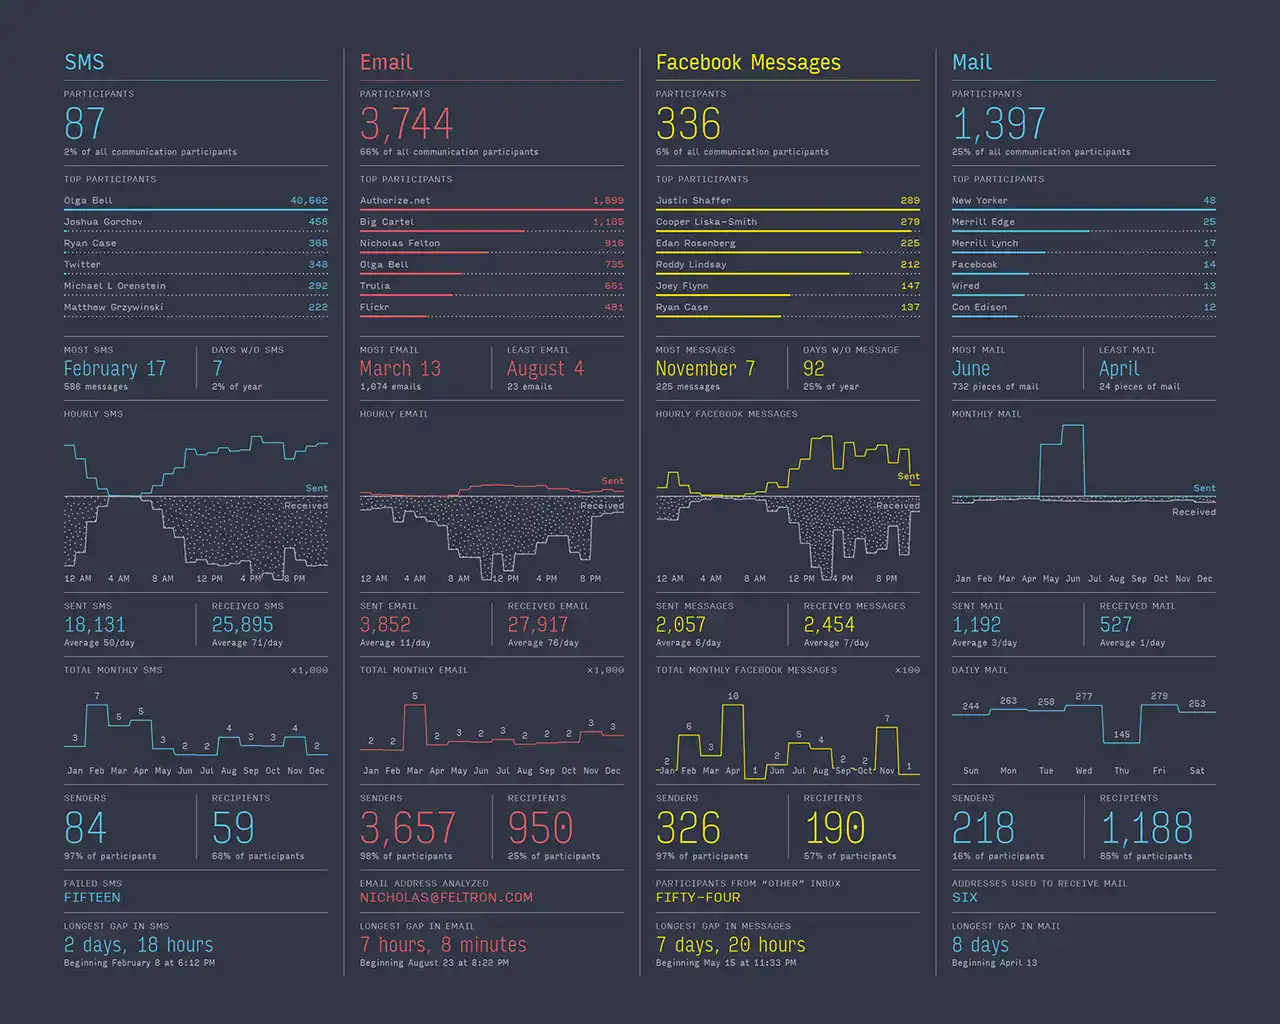 SMS
PARTICIPANTS
87
2% of all communication participants
TOP PARTICIPANTS
Olga Bell 40,662
Joshua Gorchov 458
Ryan Case 368
Twitter 348
Michael L Orenstein 292
Matthew Grzywinski 222
MOST SMS
February 17
586 messages
DAYS W/O SMS
7
2% of year
HOURLY SMS
Sent
Received
12 AM 4 AM 8 AM 12 PM 4 PM 8 PM
SENT SMS
18,131
Average 50/day
RECEIVED SMS
25,895
Average 71/day
TOTAL MONTHLY SMS x1,000
3 7 5 5 3 2 2 4 3 3 4 2
Jan Feb Mar Apr May Jun Jul Aug Sep Oct Nov Dec
SENDERS
84
97% of participants
RECIPIENTS
59
68% of participants
FAILED SMS
FIFTEEN
LONGEST GAP IN SMS
2 days, 18 hours
Beginning February 8 at 6:12 PM
Email
PARTICIPANTS
3,744
66% of all communication participants
TOP PARTICIPANTS
Authorize.net 1,899
Big Cartel 1,185
Nicholas Felton 916
Olga Bell 735
Trulia 661
Flickr 481
MOST EMAIL
March 13
1,074 emails
LEAST EMAIL
August 4
23 emails
HOURLY EMAIL
Sent
Received
12 AM 4 AM 8 AM 12 PM 4 PM 8 PM
SENT EMAIL
3,852
Average 11/day
RECEIVED EMAIL
27,917
Average 76/day
TOTAL MONTHLY EMAIL x1,000
2 2 5 2 3 2 3 2 2 2 3 3
Jan Feb Mar Apr May Jun Jul Aug Sep Oct Nov Dec
SENDERS
3,657
98% of participants
RECIPIENTS
950
25% of participants
EMAIL ADDRESS ANALYZED
NICHOLAS@FELTRON.COM
LONGEST GAP IN EMAIL
7 hours, 8 minutes
Beginning August 23 at 8:22 PM
Facebook Messages
PARTICIPANTS
336
6% of all communication participants
TOP PARTICIPANTS
Justin Shaffer 289
Cooper Liska-Smith 279
Edan Rosenberg 225
Roddy Lindsay 212
Joey Flynn 147
Ryan Case 137
MOST MESSAGES
November 7
225 messages
DAYS W/O MESSAGE
92
25% of year
HOURLY FACEBOOK MESSAGES
Sent
Received
12 AM 4 AM 8 AM 12 PM 4 PM 8 PM
SENT MESSAGES
2,057
Average 6/day
RECEIVED MESSAGES
2,454
Average 7/day
TOTAL MONTHLY FACEBOOK MESSAGES x100
2 6 3 10 1 2 5 4 2 2 7 1
Jan Feb Mar Apr Jun Jul Aug Sep Oct Nov
SENDERS
326
97% of participants
RECIPIENTS
190
57% of participants
PARTICIPANTS FROM “OTHER” INBOX
FIFTY-FOUR
LONGEST GAP IN MESSAGES
7 days, 20 hours
Beginning May 15 at 11:33 PM
Mail
PARTICIPANTS
1,397
25% of all communication participants
TOP PARTICIPANTS
New Yorker 48
Merrill Edge 25
Merrill Lynch 17
Facebook 14
Wired 13
Con Edison 12
MOST MAIL
June
732 pieces of mail
LEAST MAIL
April
24 pieces of mail
MONTHLY MAIL
Sent
Received
Jan Feb Mar Apr May Jun Jul Aug Sep Oct Nov Dec
SENT MAIL
1,192
Average 3/day
RECEIVED MAIL
527
Average 1/day
DAILY MAIL
244 263 258 277 145 279 253
Sun Mon Tue Wed Thu Fri Sat
SENDERS
218
16% of participants
RECIPIENTS
1,188
85% of participants
ADDRESSES USED TO RECEIVE MAIL
SIX
LONGEST GAP IN MAIL
8 days
Beginning April 13